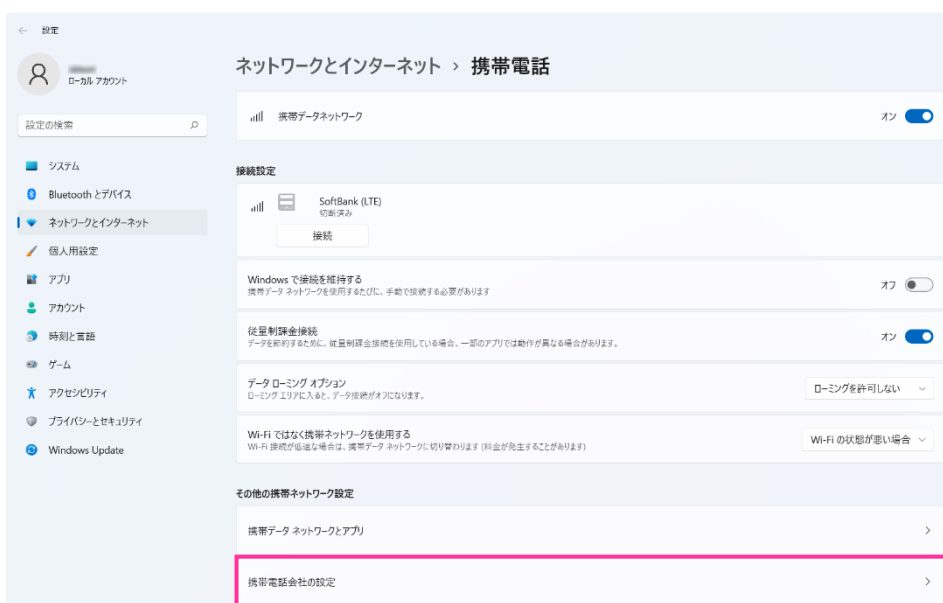 設定
ローカル アカウント
設定の検索
システム
Bluetooth とデバイス
ネットワークとインターネット
個人用設定
アプリ
アカウント
時刻と言語
ゲーム
アクセシビリティ
プライバシーとセキュリティ
Windows Update
ネットワークとインターネット › 携帯電話
携帯データネットワーク
オン
接続設定
SoftBank (LTE)
切断済み
接続
Windows で接続を維持する
オフ
携帯データ ネットワークを使用するたびに、手動で接続する必要があります
従量制課金接続
オン
データを節約するために、従量制課金接続を使用している場合、一部のアプリでは動作が異なる場合があります。
データ ローミング オプション
ローミングを許可しない
ローミング エリアに入ると、データ接続がオフになります。
Wi-Fi ではなく携帯ネットワークを使用する
Wi-Fi の状態が悪い場合
Wi-Fi 接続が低速な場合は、携帯データ ネットワークに切り替わります (料金が発生することがあります)
その他の携帯ネットワーク設定
携帯データ ネットワークとアプリ
携帯電話会社の設定